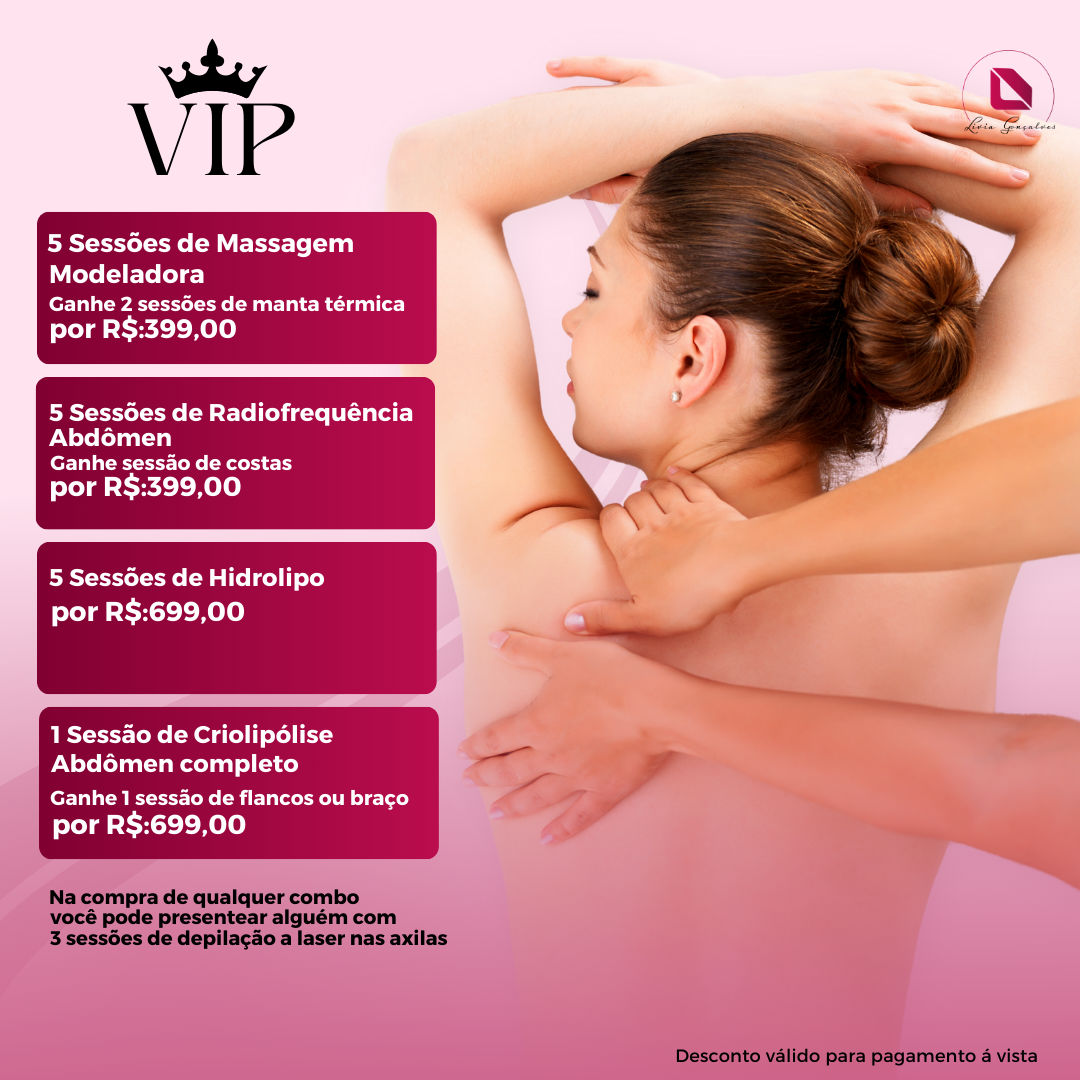 VIP
Livia Gonçalves
5 Sessões de Massagem
Modeladora
Ganhe 2 sessões de manta térmica
por R$:399,00
5 Sessões de Radiofrequência
Abdômen
Ganhe sessão de costas
por R$:399,00
5 Sessões de Hidrolipo
por R$:699,00
1 Sessão de Criolipólise
Abdômen completo
Ganhe 1 sessão de flancos ou braço
por R$:699,00
Na compra de qualquer combo
você pode presentear alguém com
3 sessões de depilação a laser nas axilas
Desconto válido para pagamento á vista